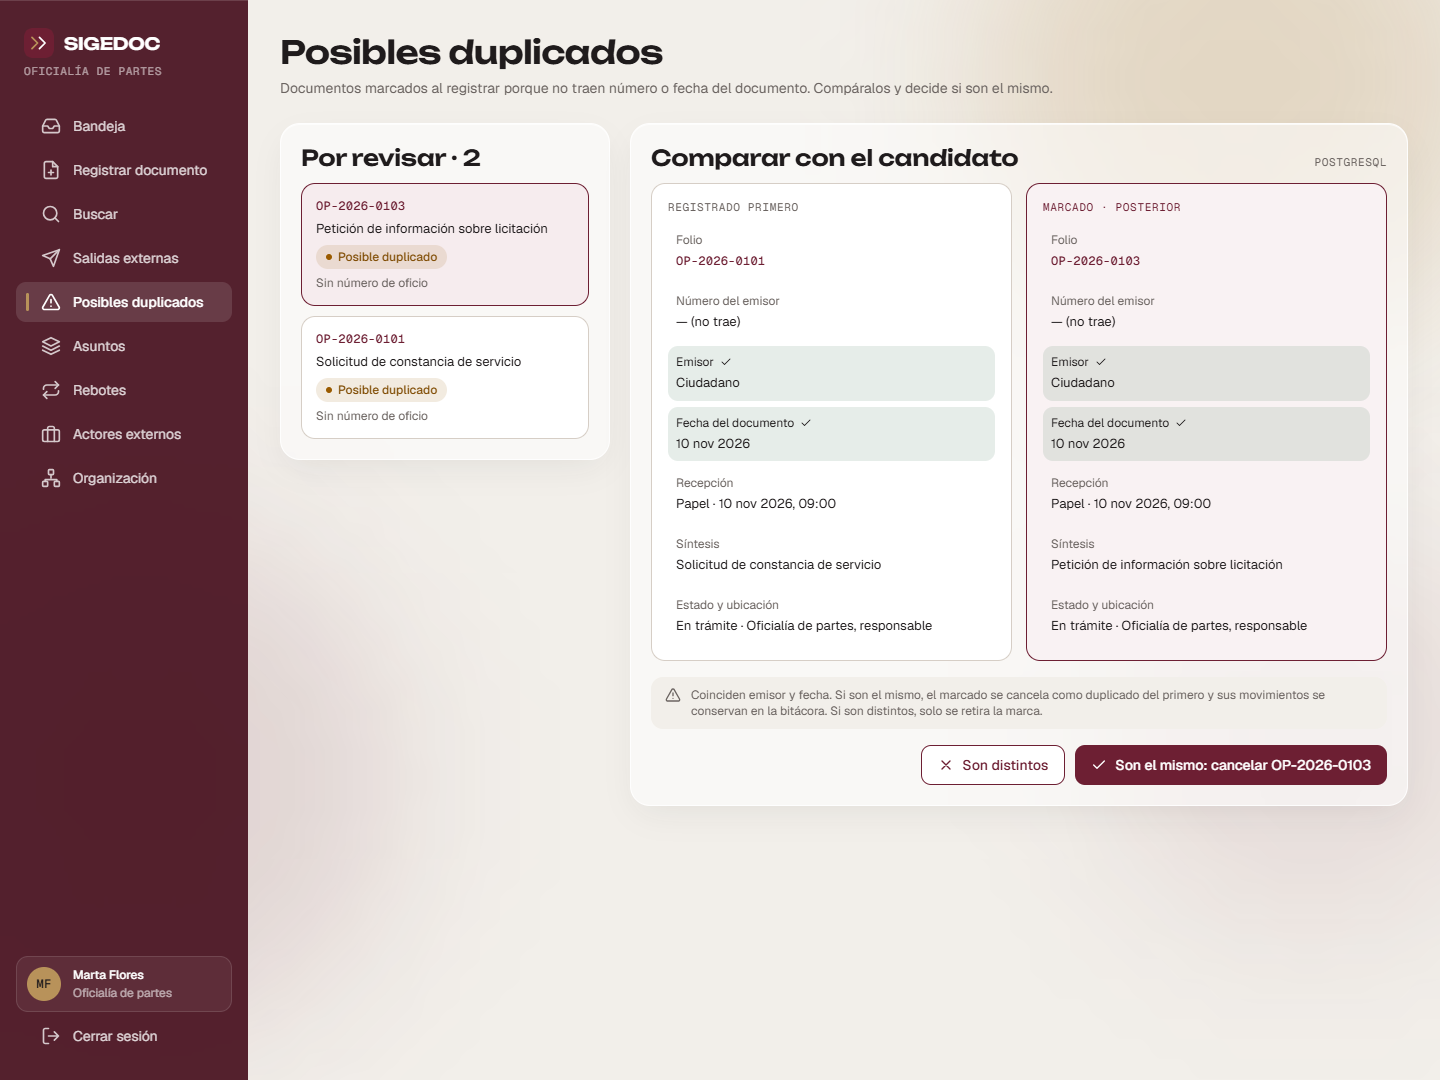 SIGEDOC
OFICIALÍA DE PARTES
Bandeja
Registrar documento
Buscar
Salidas externas
Posibles duplicados
Asuntos
Rebotes
Actores externos
Organización
MF
Marta Flores
Oficialía de partes
Cerrar sesión
Posibles duplicados
Documentos marcados al registrar porque no traen número o fecha del documento. Compáralos y decide si son el mismo.
Por revisar · 2
OP-2026-0103
Petición de información sobre licitación
Posible duplicado
Sin número de oficio
OP-2026-0101
Solicitud de constancia de servicio
Posible duplicado
Sin número de oficio
Comparar con el candidato
POSTGRESQL
REGISTRADO PRIMERO
Folio
OP-2026-0101
Número del emisor
— (no trae)
Emisor ✓
Ciudadano
Fecha del documento ✓
10 nov 2026
Recepción
Papel · 10 nov 2026, 09:00
Síntesis
Solicitud de constancia de servicio
Estado y ubicación
En trámite · Oficialía de partes, responsable
MARCADO · POSTERIOR
Folio
OP-2026-0103
Número del emisor
— (no trae)
Emisor ✓
Ciudadano
Fecha del documento ✓
10 nov 2026
Recepción
Papel · 10 nov 2026, 09:00
Síntesis
Petición de información sobre licitación
Estado y ubicación
En trámite · Oficialía de partes, responsable
Coinciden emisor y fecha. Si son el mismo, el marcado se cancela como duplicado del primero y sus movimientos se
conservan en la bitácora. Si son distintos, solo se retira la marca.
Son distintos
Son el mismo: cancelar OP-2026-0103